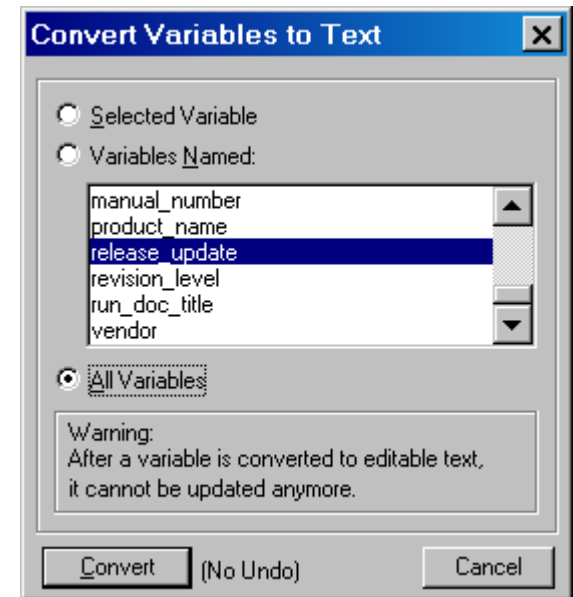 Convert Variables to Text
Selected Variable
Variables Named:
manual_number
product_name
release_update
revision_level
run_doc_title
vendor
All Variables
Warning:
After a variable is converted to editable text,
it cannot be updated anymore.
Convert (No Undo) Cancel